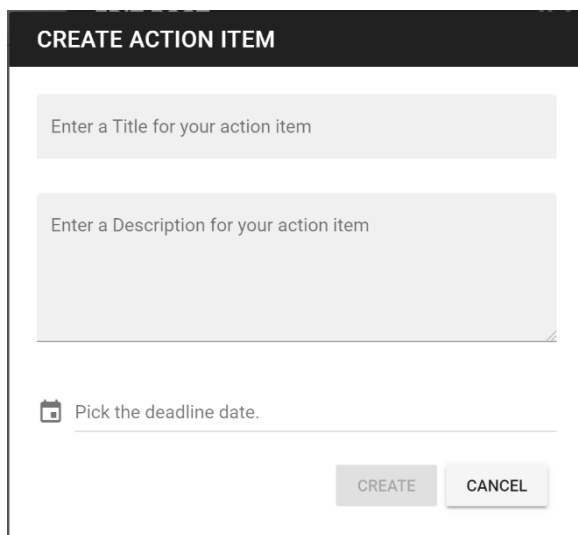 CREATE ACTION ITEM
Enter a Title for your action item
Enter a Description for your action item
Pick the deadline date.
CREATE CANCEL